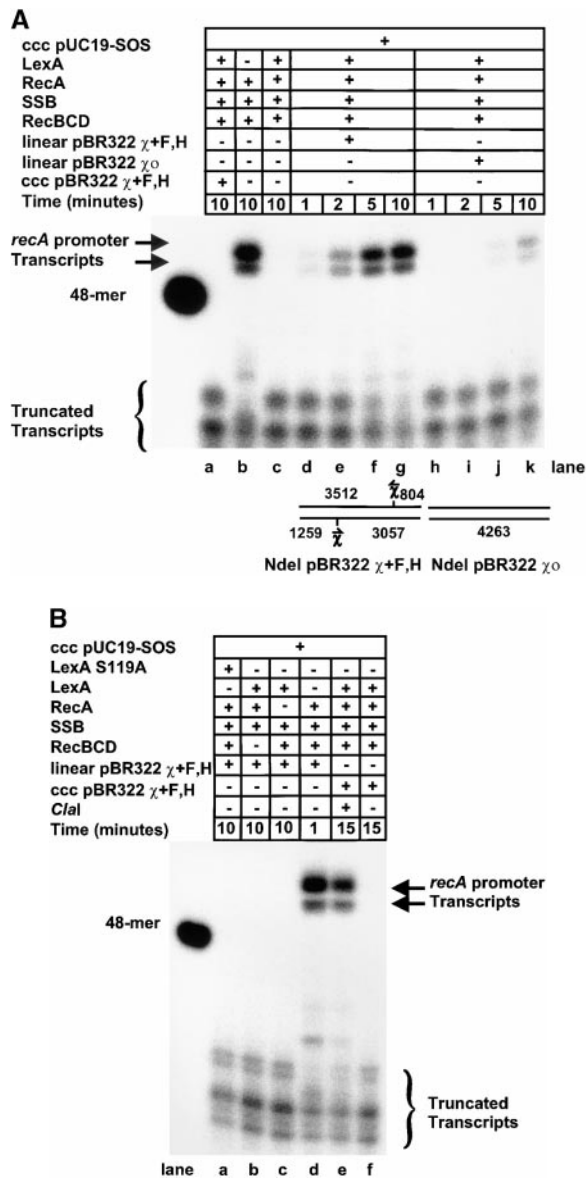 A
ccc pUC19-SOS +
LexA + - + + +
RecA + + + + +
SSB + + + + +
RecBCD + + + + +
linear pBR322 χ+F,H - - - + -
linear pBR322 χo - - - - +
ccc pBR322 χ+F,H + - - - -
Time (minutes) 10 10 10 1 2 5 10 1 2 5 10
recA promoter
Transcripts
48-mer
Truncated
Transcripts
a b c d e f g h i j k lane
3512 χ 804
1259 χ 3057 4263
NdeI pBR322 χ+F,H NdeI pBR322 χo
B
ccc pUC19-SOS +
LexA S119A + - - - - -
LexA - + + - + +
RecA + + - + + +
SSB + + + + + +
RecBCD + - + + + +
linear pBR322 χ+F,H + + + + - -
ccc pBR322 χ+F,H - - - - + +
ClaI - - - - + -
Time (minutes) 10 10 10 1 15 15
recA promoter
Transcripts
48-mer
Truncated
Transcripts
lane a b c d e f